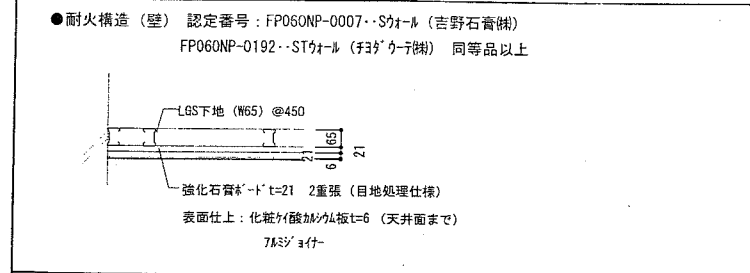 ●耐火構造（壁） 認定番号：FP060NP-0007･･Sｳｫｰﾙ（吉野石膏㈱）
FP060NP-0192･･STｳｫｰﾙ（ﾁﾖﾀﾞｳｰﾃ㈱） 同等品以上
LGS下地（W65）@450
65
21
21
6
強化石膏ﾎﾞｰﾄﾞt=21 2重張（目地処理仕様）
表面仕上：化粧ｹｲ酸ｶﾙｼｳﾑ板t=6（天井面まで）
ｱﾙﾐｼﾞｮｲﾅｰ